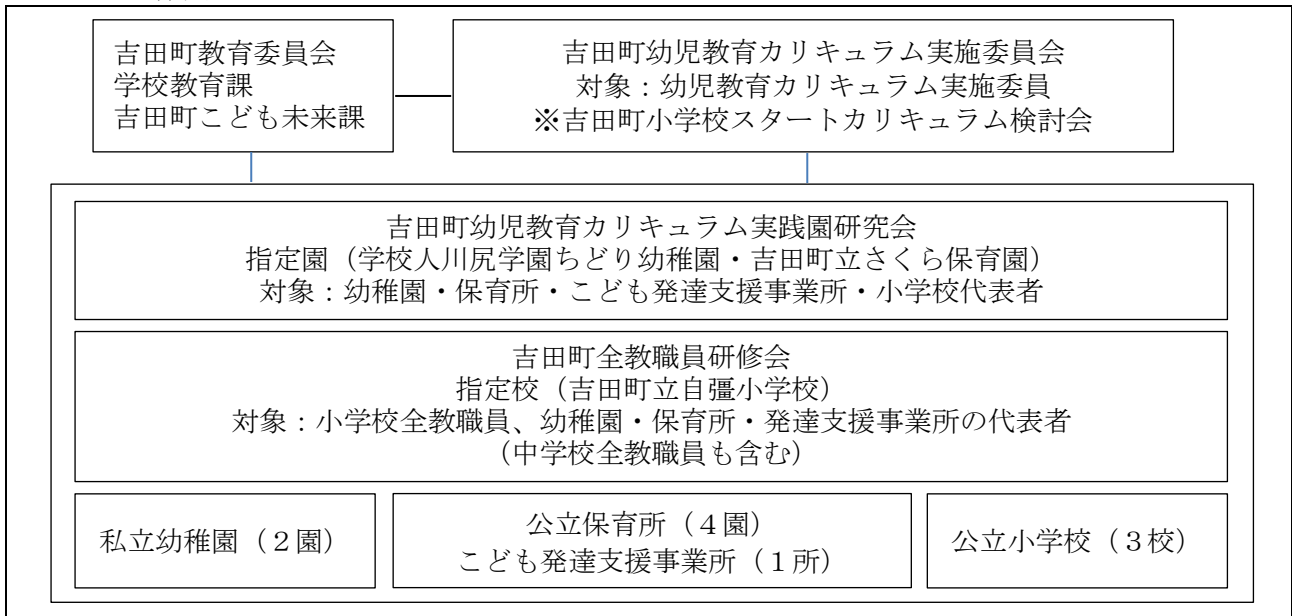 吉田町教育委員会
学校教育課
吉田町こども未来課
吉田町幼児教育カリキュラム実施委員会
対象：幼児教育カリキュラム実施委員
※吉田町小学校スタートカリキュラム検討会
吉田町幼児教育カリキュラム実践園研究会
指定園（学校人川尻学園ちどり幼稚園・吉田町立さくら保育園）
対象：幼稚園・保育所・こども発達支援事業所・小学校代表者
吉田町全教職員研修会
指定校（吉田町立自彊小学校）
対象：小学校全教職員、幼稚園・保育所・発達支援事業所の代表者
（中学校全教職員も含む）
私立幼稚園（２園）
公立保育所（４園）
こども発達支援事業所（１所）
公立小学校（３校）